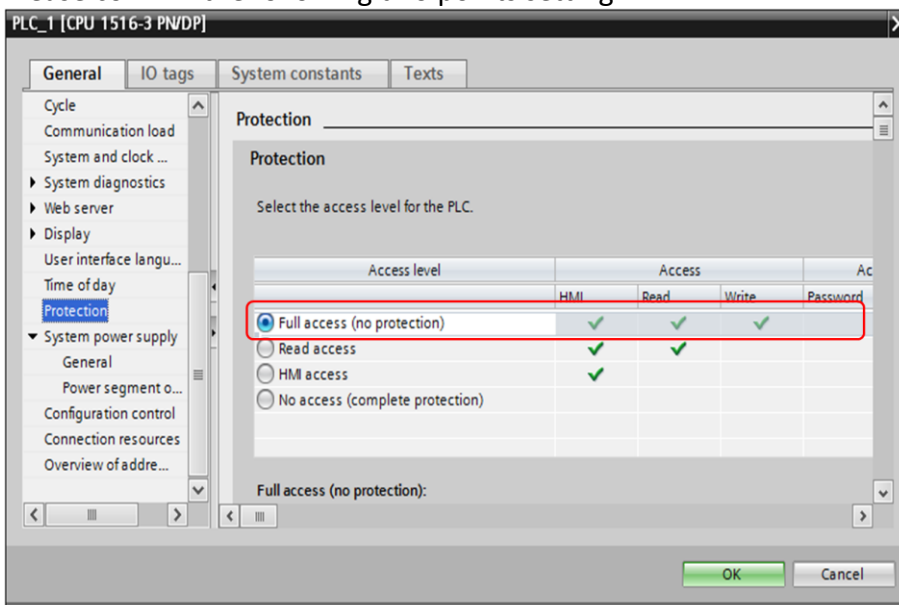 PLC_1 [CPU 1516-3 PN/DP]
General IO tags System constants Texts
Cycle
Communication load
System and clock ...
System diagnostics
Web server
Display
User interface langu...
Time of day
Protection
System power supply
General
Power segment o...
Configuration control
Connection resources
Overview of addre...
Protection
Protection
Select the access level for the PLC.
Access level Access Ac
HMI Read Write Password
Full access (no protection)
Read access
HMI access
No access (complete protection)
Full access (no protection):
OK Cancel